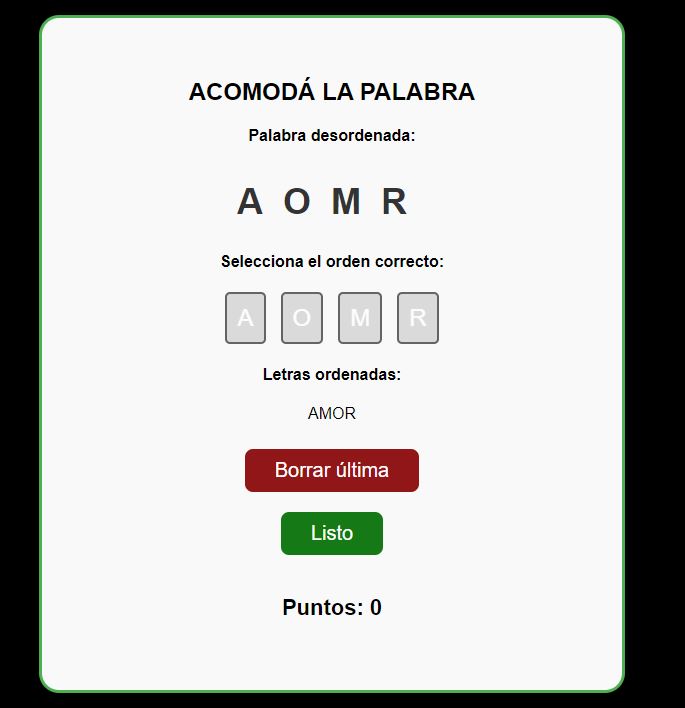 ACOMODÁ LA PALABRA
Palabra desordenada:
A O M R
Selecciona el orden correcto:
A O M R
Letras ordenadas:
AMOR
Borrar última
Listo
Puntos: 0